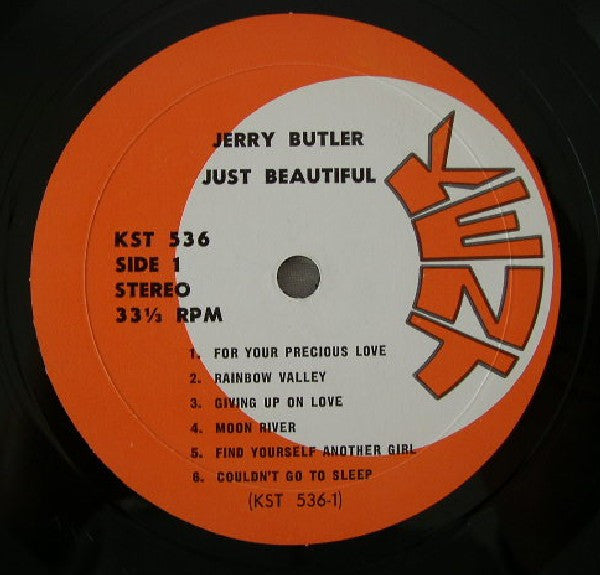 JERRY BUTLER
JUST BEAUTIFUL
KENT
KST 536
SIDE 1
STEREO
33⅓ RPM
1. FOR YOUR PRECIOUS LOVE
2. RAINBOW VALLEY
3. GIVING UP ON LOVE
4. MOON RIVER
5. FIND YOURSELF ANOTHER GIRL
6. COULDN'T GO TO SLEEP
(KST 536-1)